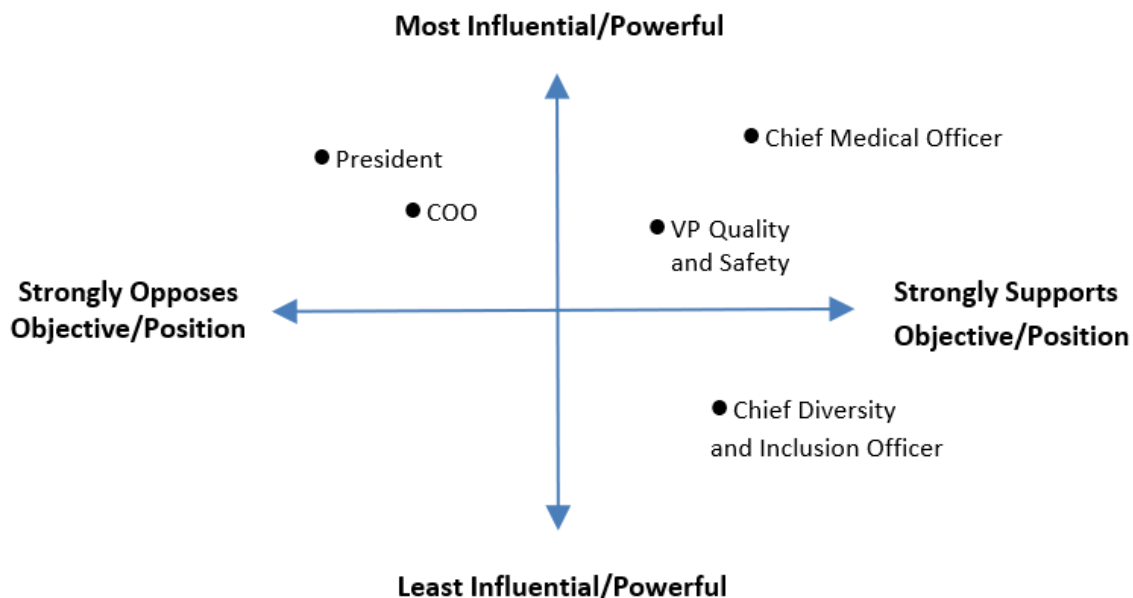 Most Influential/Powerful
Chief Medical Officer
President
COO
VP Quality
and Safety
Strongly Opposes
Objective/Position
Strongly Supports
Objective/Position
Chief Diversity
and Inclusion Officer
Least Influential/Powerful